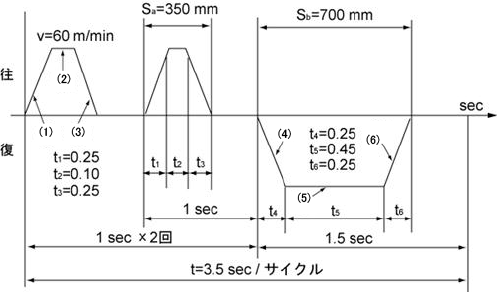 Sa=350 mm
Sb=700 mm
v=60 m/min
往
(2)
sec
復
(1)
(3)
(4)
t4=0.25
t5=0.45
t6=0.25
(6)
t1=0.25
t2=0.10
t3=0.25
t1
t2
t3
(5)
t4
t5
t6
1 sec
1 sec ×2回
1.5 sec
t=3.5 sec / サイクル